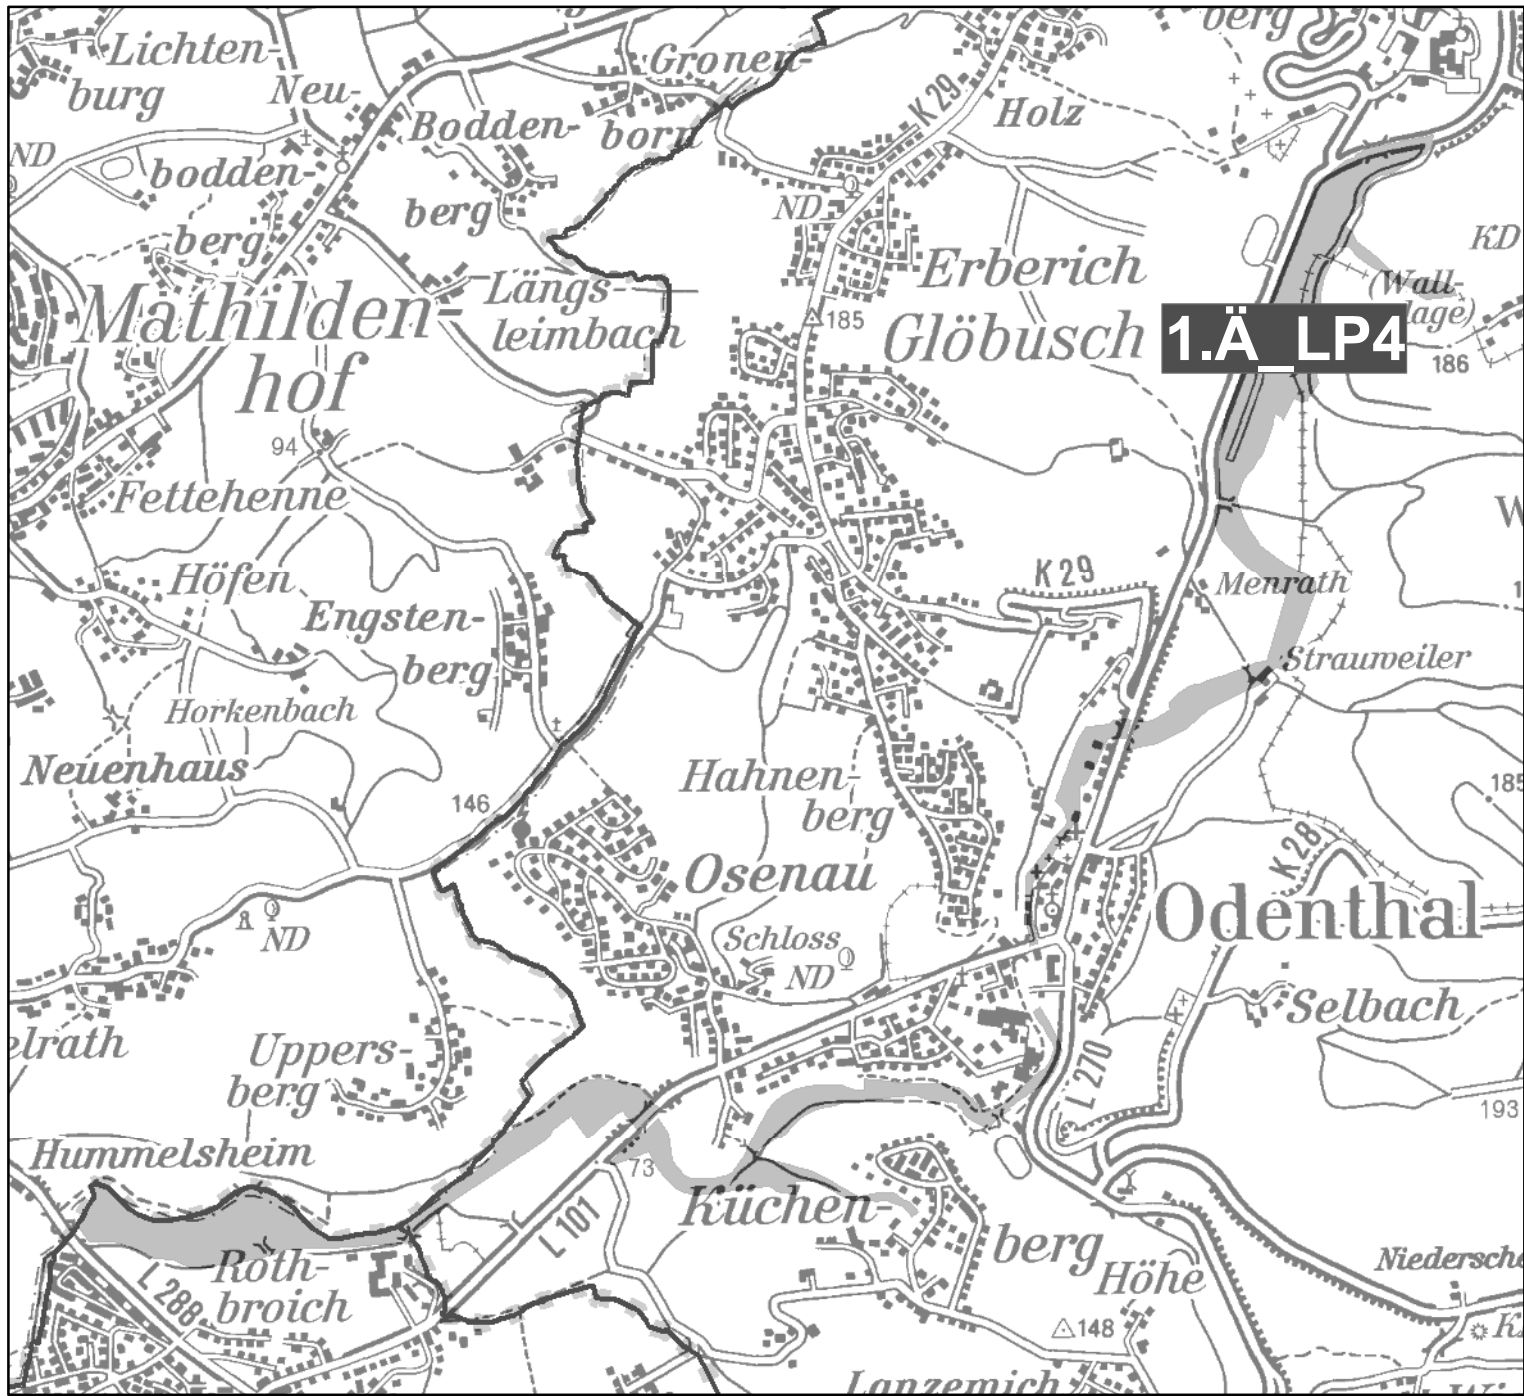 Lichten-
burg
Neu-
bodden-
berg
ND
Bodden-
berg
Gronen-
born
K 29
Holz
berg
ND
Erberich
Glöbusch
185
KD
(Wall-
lage)
186
1.Ä_LP4
Längs-
leimbach
Mathilden-
hof
94
Fettehenne
Höfen
Engsten-
berg
Horkenbach
Neuenhaus
146
K 29
Menrath
Strauweiler
185
Hahnen-
berg
Osenau
Schloss
ND
K 28
Odenthal
Selbach
193
ND
elrath
Uppers-
berg
Hummelsheim
L 270
73
Küchen-
berg
L 101
Roth-
broich
L 288
Höhe
148
Lanzemich
Niedersche